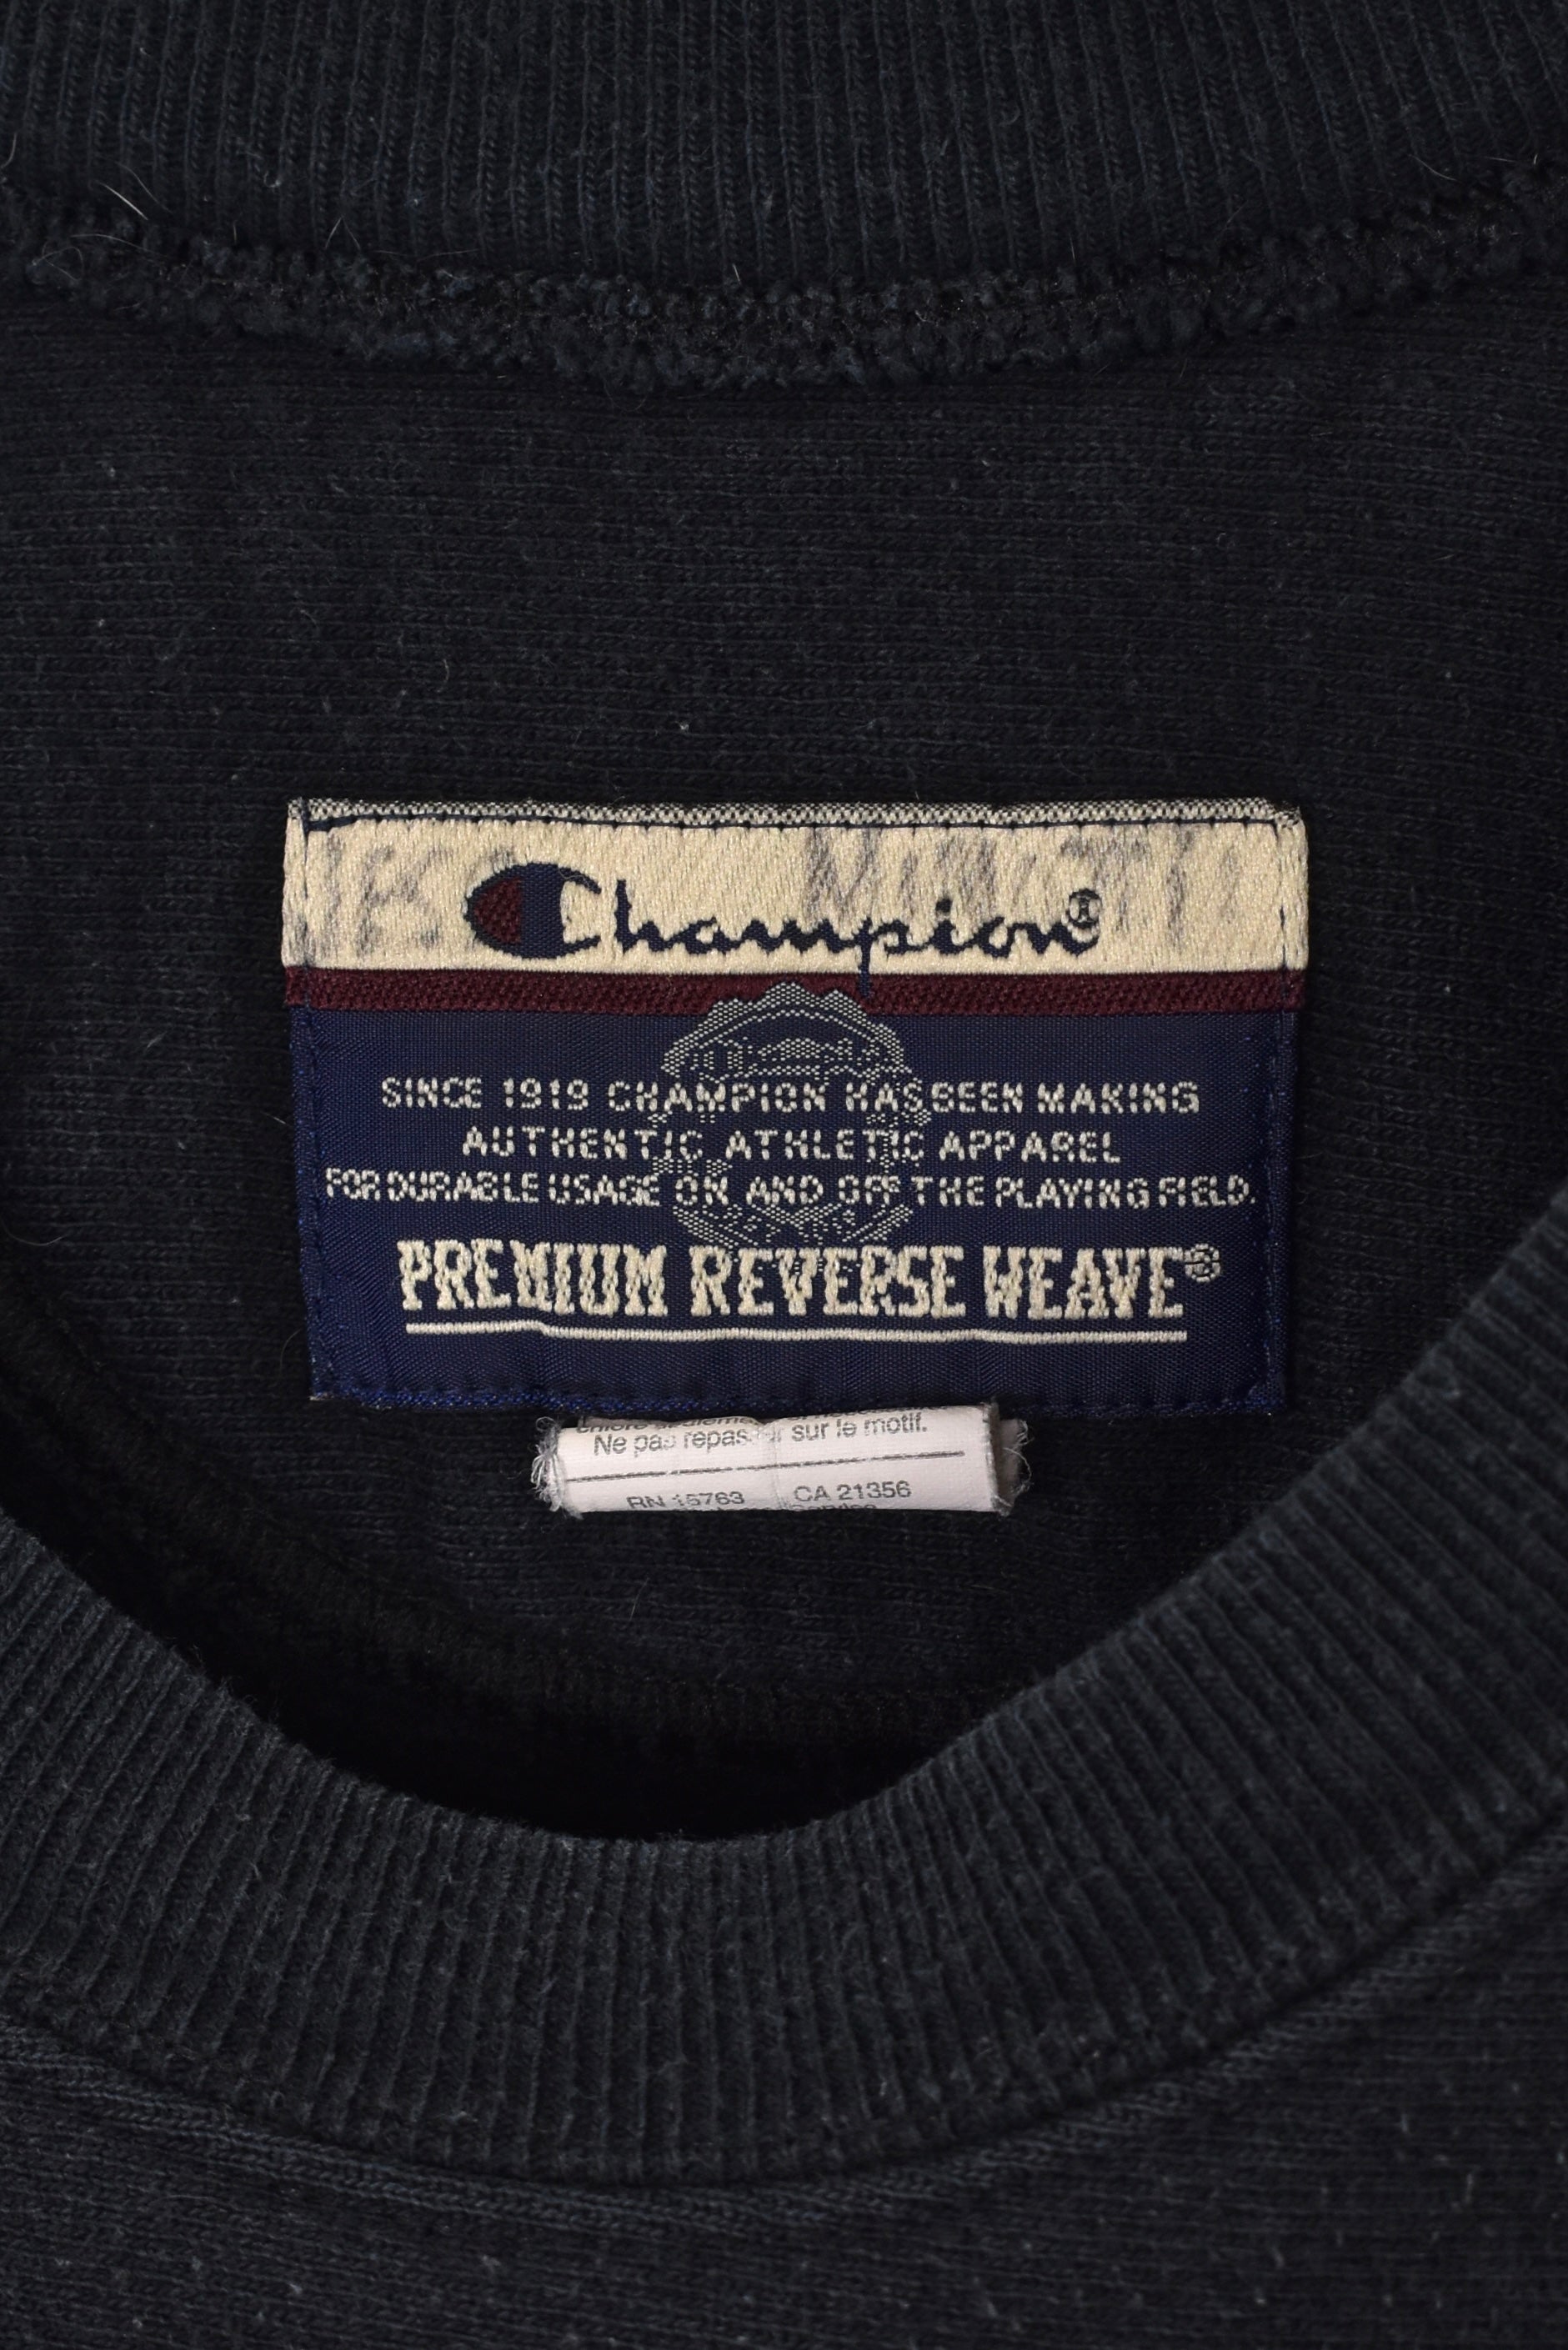 Champion®
SINCE 1919 CHAMPION HAS BEEN MAKING
AUTHENTIC ATHLETIC APPAREL
FOR DURABLE USAGE ON AND OFF THE PLAYING FIELD.
PREMIUM REVERSE WEAVE®
Ne pas repasser sur le motif.
RN 15763 CA 21356